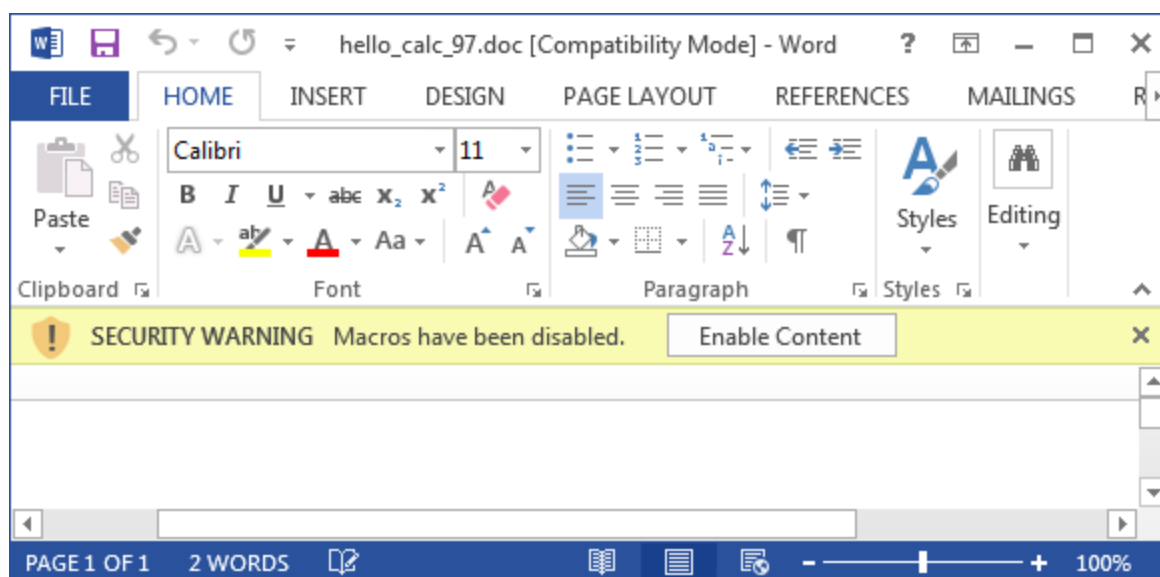 hello_calc_97.doc [Compatibility Mode] - Word ?
FILE HOME INSERT DESIGN PAGE LAYOUT REFERENCES MAILINGS R
Calibri 11
B I U abc X₂ X²
Paste
A ab A Aa A A A Z ¶
Styles Editing
Clipboard Font Paragraph Styles
SECURITY WARNING Macros have been disabled. Enable Content
PAGE 1 OF 1 2 WORDS 100%